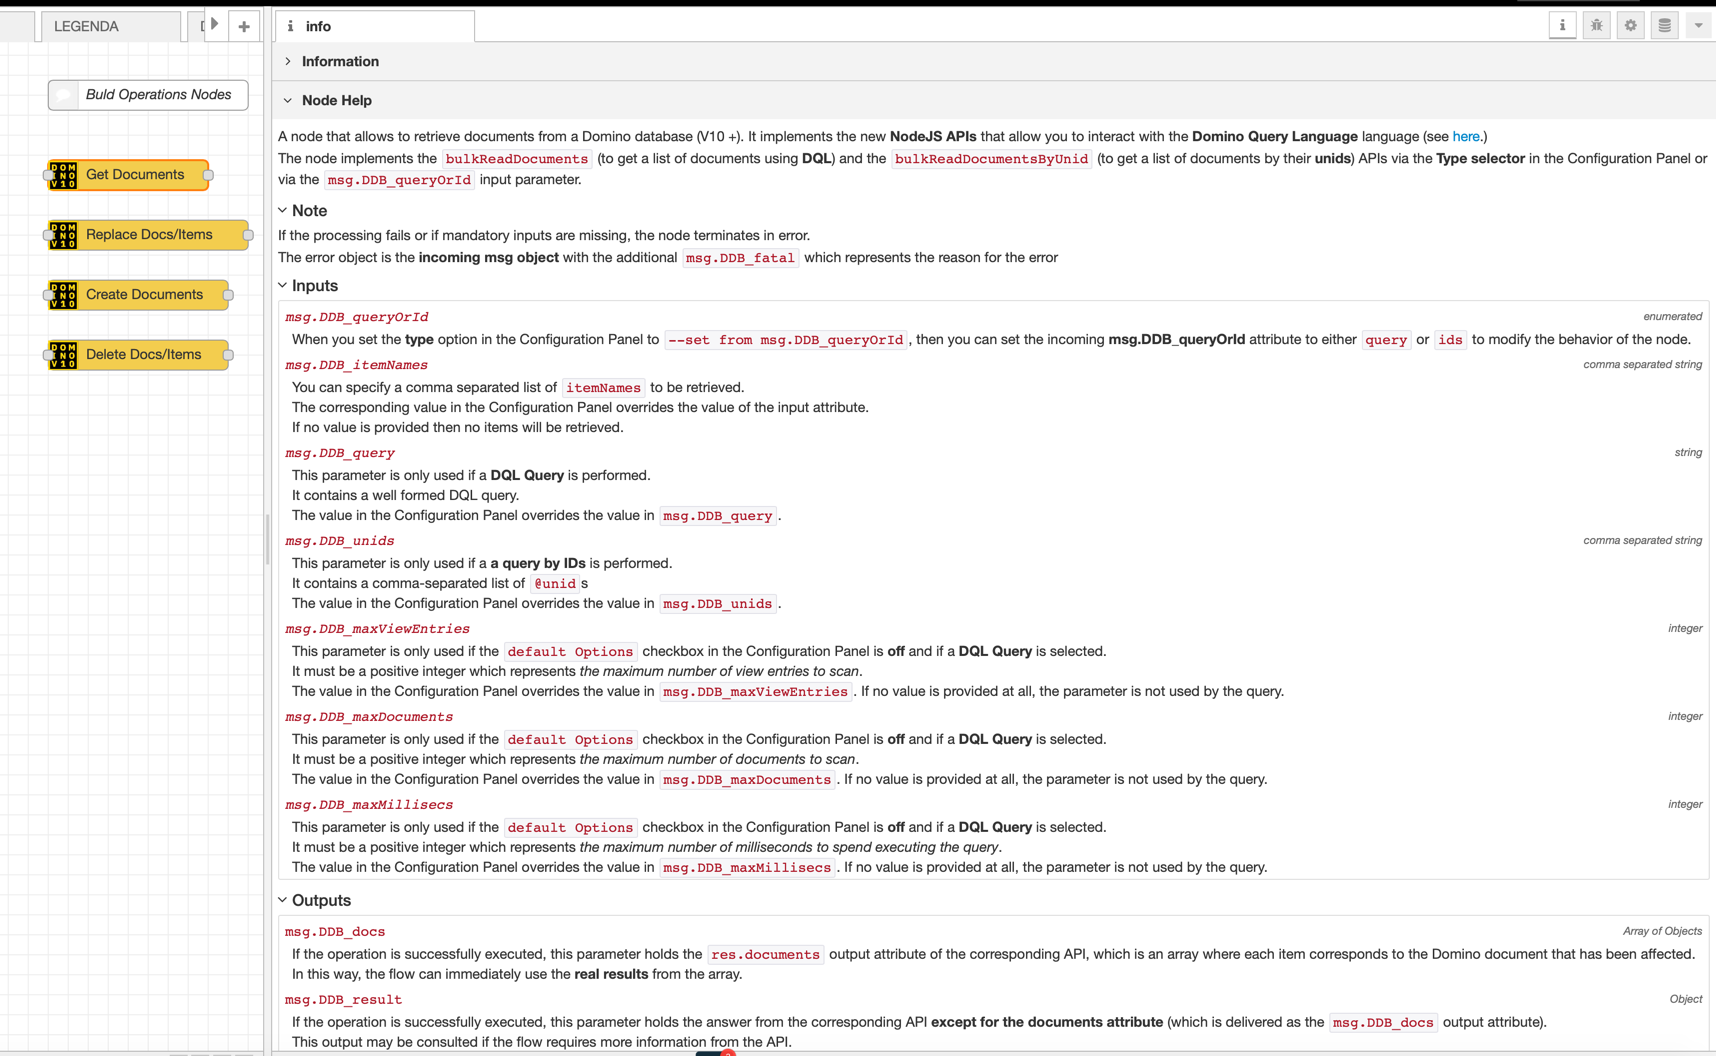 LEGENDA
info
Information
Node Help
Buld Operations Nodes
Get Documents
Replace Docs/Items
Create Documents
Delete Docs/Items
DOM
INO
V10
DOM
INO
V10
DOM
INO
V10
DOM
INO
V10
A node that allows to retrieve documents from a Domino database (V10 +). It implements the new NodeJS APIs that allow you to interact with the Domino Query Language language (see here.)
The node implements the bulkReadDocuments (to get a list of documents using DQL) and the bulkReadDocumentsByUnid (to get a list of documents by their unids) APIs via the Type selector in the Configuration Panel or
via the msg.DDB_queryOrId input parameter.
Note
If the processing fails or if mandatory inputs are missing, the node terminates in error.
The error object is the incoming msg object with the additional msg.DDB_fatal which represents the reason for the error
Inputs
msg.DDB_queryOrId enumerated
When you set the type option in the Configuration Panel to --set from msg.DDB_queryOrId, then you can set the incoming msg.DDB_queryOrId attribute to either query or ids to modify the behavior of the node.
msg.DDB_itemNames comma separated string
You can specify a comma separated list of itemNames to be retrieved.
The corresponding value in the Configuration Panel overrides the value of the input attribute.
If no value is provided then no items will be retrieved.
msg.DDB_query string
This parameter is only used if a DQL Query is performed.
It contains a well formed DQL query.
The value in the Configuration Panel overrides the value in msg.DDB_query.
msg.DDB_unids comma separated string
This parameter is only used if a a query by IDs is performed.
It contains a comma-separated list of @unids
The value in the Configuration Panel overrides the value in msg.DDB_unids.
msg.DDB_maxViewEntries integer
This parameter is only used if the default Options checkbox in the Configuration Panel is off and if a DQL Query is selected.
It must be a positive integer which represents the maximum number of view entries to scan.
The value in the Configuration Panel overrides the value in msg.DDB_maxViewEntries. If no value is provided at all, the parameter is not used by the query.
msg.DDB_maxDocuments integer
This parameter is only used if the default Options checkbox in the Configuration Panel is off and if a DQL Query is selected.
It must be a positive integer which represents the maximum number of documents to scan.
The value in the Configuration Panel overrides the value in msg.DDB_maxDocuments. If no value is provided at all, the parameter is not used by the query.
msg.DDB_maxMillisecs integer
This parameter is only used if the default Options checkbox in the Configuration Panel is off and if a DQL Query is selected.
It must be a positive integer which represents the maximum number of milliseconds to spend executing the query.
The value in the Configuration Panel overrides the value in msg.DDB_maxMillisecs. If no value is provided at all, the parameter is not used by the query.
Outputs
msg.DDB_docs Array of Objects
If the operation is successfully executed, this parameter holds the res.documents output attribute of the corresponding API, which is an array where each item corresponds to the Domino document that has been affected.
In this way, the flow can immediately use the real results from the array.
msg.DDB_result Object
If the operation is successfully executed, this parameter holds the answer from the corresponding API except for the documents attribute (which is delivered as the msg.DDB_docs output attribute).
This output may be consulted if the flow requires more information from the API.